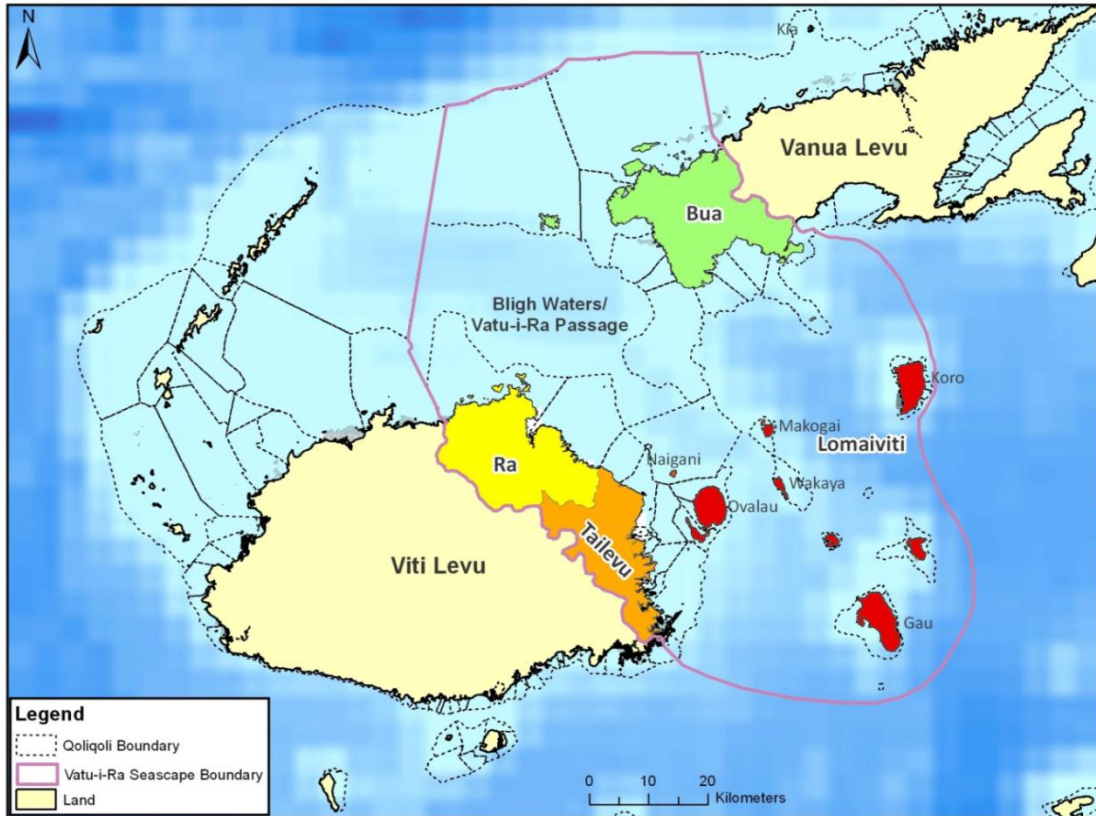 N
Kia
Vanua Levu
Bua
Bligh Waters/
Vatu-i-Ra Passage
Koro
Makogai
Lomaiviti
Ra
Naigani
Wakaya
Ovalau
Tailevu
Viti Levu
Gau
Legend
Qoliqoli Boundary
Vatu-i-Ra Seascape Boundary
Land
0 10 20
Kilometers